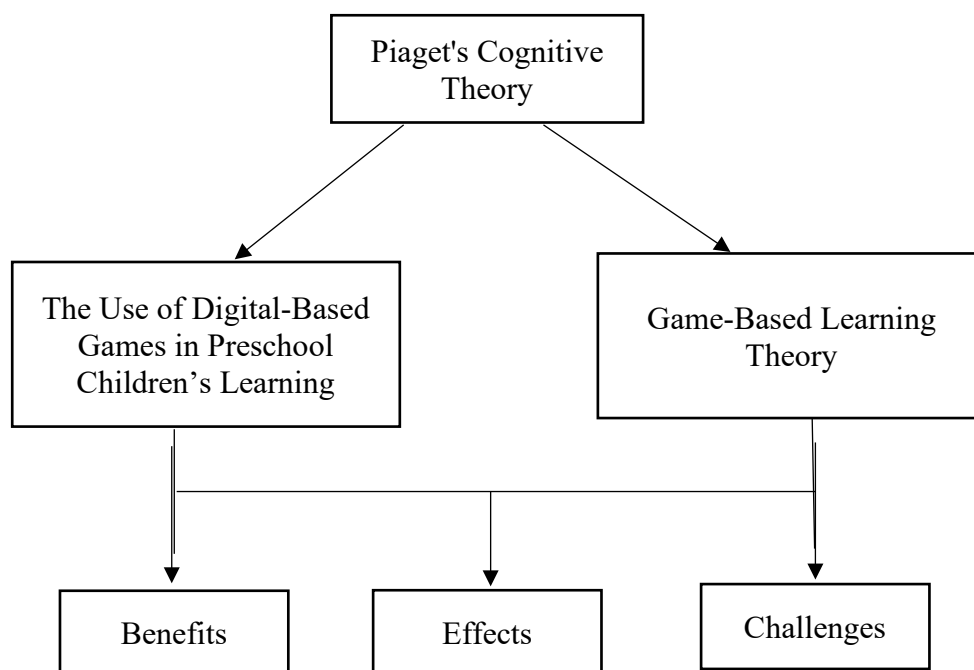 Piaget's Cognitive
Theory
The Use of Digital-Based
Games in Preschool
Children’s Learning
Game-Based Learning
Theory
Benefits
Effects
Challenges